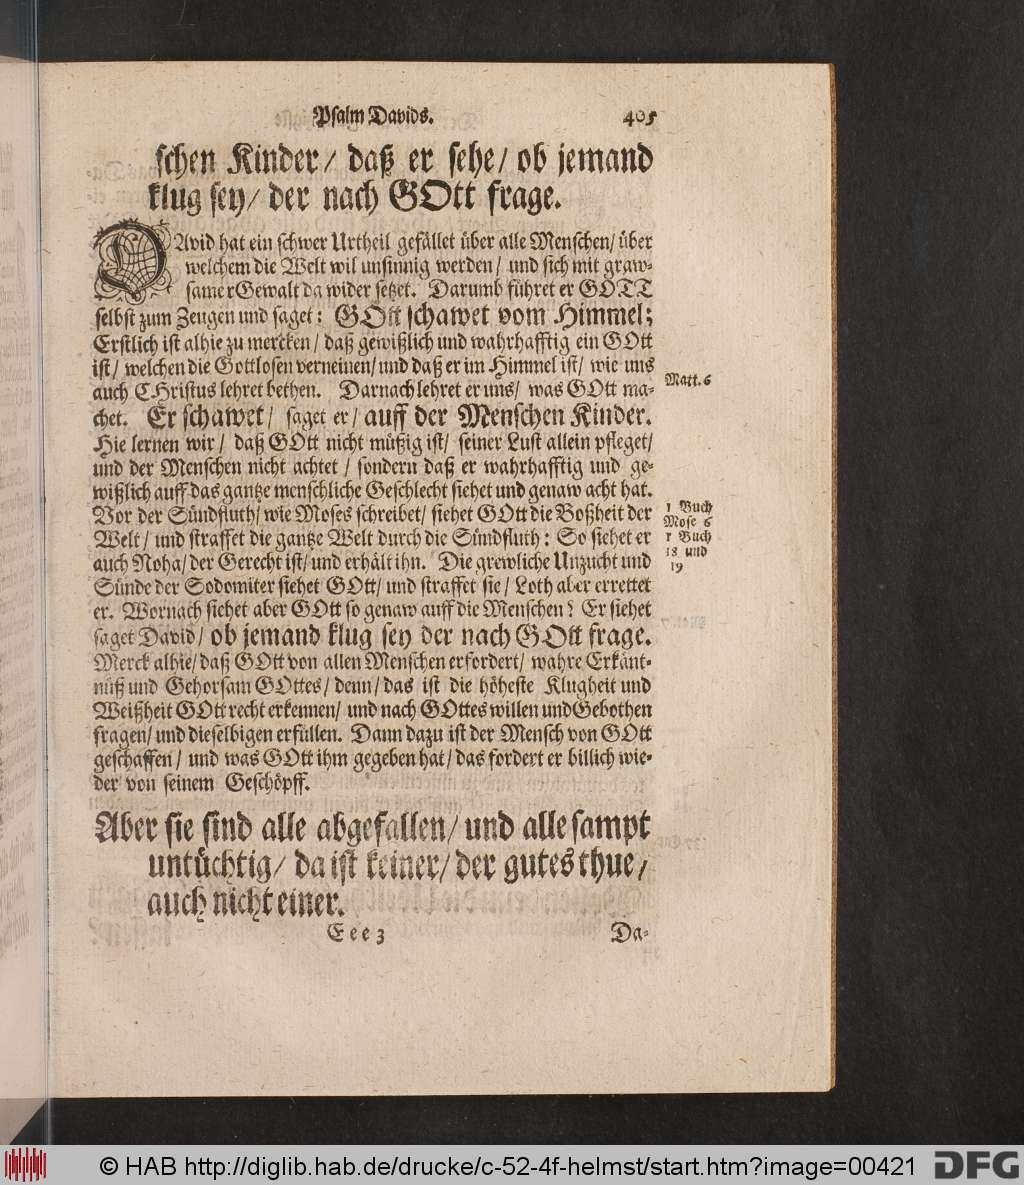 Psalm Davids. 405
schen Kinder/ daß er sehe/ ob jemand
klug sey/ der nach GOtt frage.
DAvid hat ein schwer Urtheil gefället über alle Menschen/ über
welchem die Welt wil unsinnig werden/ und sich mit graw-
samer Gewalt da wider setzet. Darumb führet er GOTT
selbst zum Zeugen und saget: GOtt schawet vom Himmel;
Erstlich ist alhie zu mercken/ daß gewißlich und wahrhafftig ein GOtt
ist/ welchen die Gottlosen verneinen/ und daß er im Himmel ist/ wie uns
auch CHristus lehret bethen. Darnach lehret er uns/ was GOtt ma-
Matt. 6
chet. Er schawet/ saget er/ auff der Menschen Kinder.
Hie lernen wir/ daß GOtt nicht müßig ist/ seiner Lust allein pfleget/
und der Menschen nicht achtet/ sondern daß er wahrhafftig und ge-
wißlich auff das gantze menschliche Geschlecht siehet und genaw acht hat.
Vor der Sündfluth/ wie Moses schreibet/ siehet GOtt die Boßheit der
Welt/ und straffet die gantze Welt durch die Sündfluth: So siehet er
auch Noha/ der Gerecht ist/ und erhält ihn. Die grewliche Unzucht und
1 Buch
Mose 6
1 Buch
18 und
19
Sünde der Sodomiter siehet GOtt/ und straffet sie/ Loth aber errettet
er. Wornach siehet aber GOtt so genaw auff die Menschen? Er siehet
saget David/ ob jemand klug sey der nach GOtt frage.
Merck alhie/ daß GOtt von allen Menschen erfordert/ wahre Erkänt-
nüß und Gehorsam GOttes/ denn/ das ist die höheste Klugheit und
Weißheit GOtt recht erkennen/ und nach GOttes willen und Gebothen
fragen/ und dieselbigen erfüllen. Dann dazu ist der Mensch von GOtt
geschaffen/ und was GOtt ihm gegeben hat/ das fordert er billich wie-
der von seinem Geschöpff.
Aber sie sind alle abgefallen/ und alle sampt
untüchtig/ da ist keiner/ der gutes thue/
auch nicht einer.
Eee 3 Da-
© HAB http://diglib.hab.de/drucke/c-52-4f-helmst/start.htm?image=00421
DFG